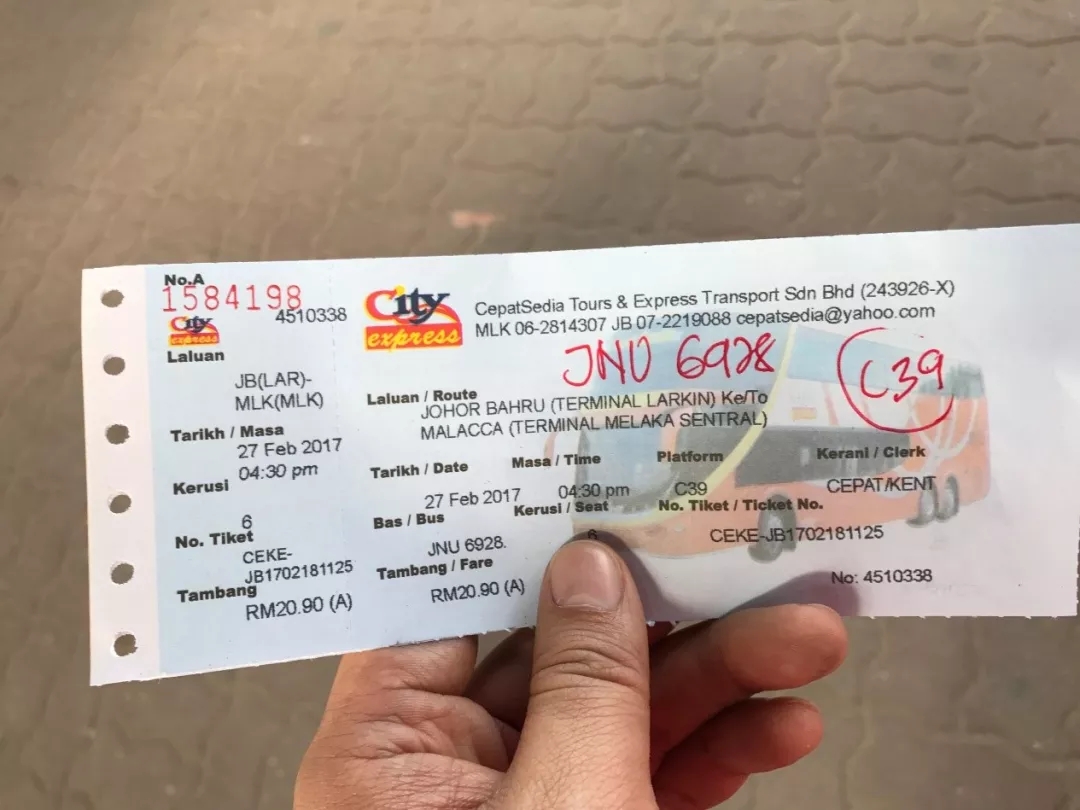 No.A
1584198
City express
4510338
Laluan
JB(LAR)-
MLK(MLK)
Tarikh / Masa
27 Feb 2017
04:30 pm
Kerusi
6
No. Tiket
CEKE-
JB1702181125
Tambang
RM20.90 (A)
City express
CepatSedia Tours & Express Transport Sdn Bhd (243926-X)
MLK 06-2814307 JB 07-2219088 cepatsedia@yahoo.com
JNU 6928
C39
Laluan / Route
JOHOR BAHRU (TERMINAL LARKIN) Ke/To
MALACCA (TERMINAL MELAKA SENTRAL)
Tarikh / Date
27 Feb 2017
Masa / Time
04:30 pm
Platform
C39
Kerani / Clerk
CEPAT/KENT
Bas / Bus
JNU 6928.
Kerusi / Seat
6
No. Tiket / Ticket No.
CEKE-JB1702181125
Tambang / Fare
RM20.90 (A)
No: 4510338